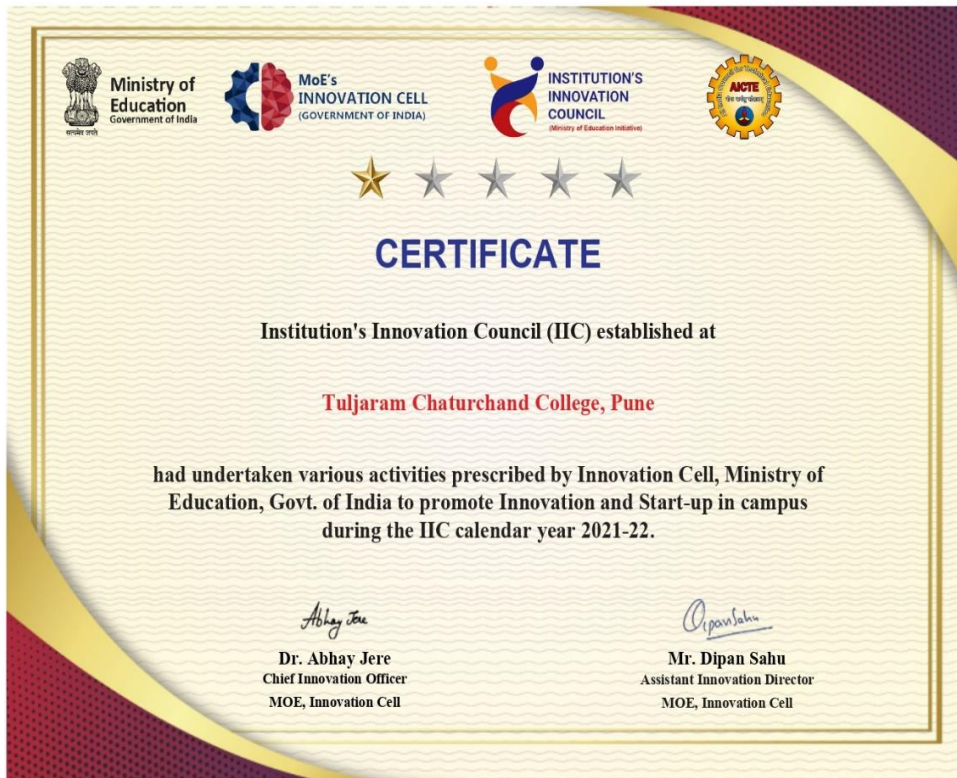 Ministry of
Education
Government of India
सत्यमेव जयते
MoE's
INNOVATION CELL
(GOVERNMENT OF INDIA)
INSTITUTION'S
INNOVATION
COUNCIL
(Ministry of Education Initiative)
AICTE
CERTIFICATE
Institution's Innovation Council (IIC) established at
Tuljaram Chaturchand College, Pune
had undertaken various activities prescribed by Innovation Cell, Ministry of
Education, Govt. of India to promote Innovation and Start-up in campus
during the IIC calendar year 2021-22.
Abhay Jere
DipanSahu
Dr. Abhay Jere
Mr. Dipan Sahu
Chief Innovation Officer
Assistant Innovation Director
MOE, Innovation Cell
MOE, Innovation Cell